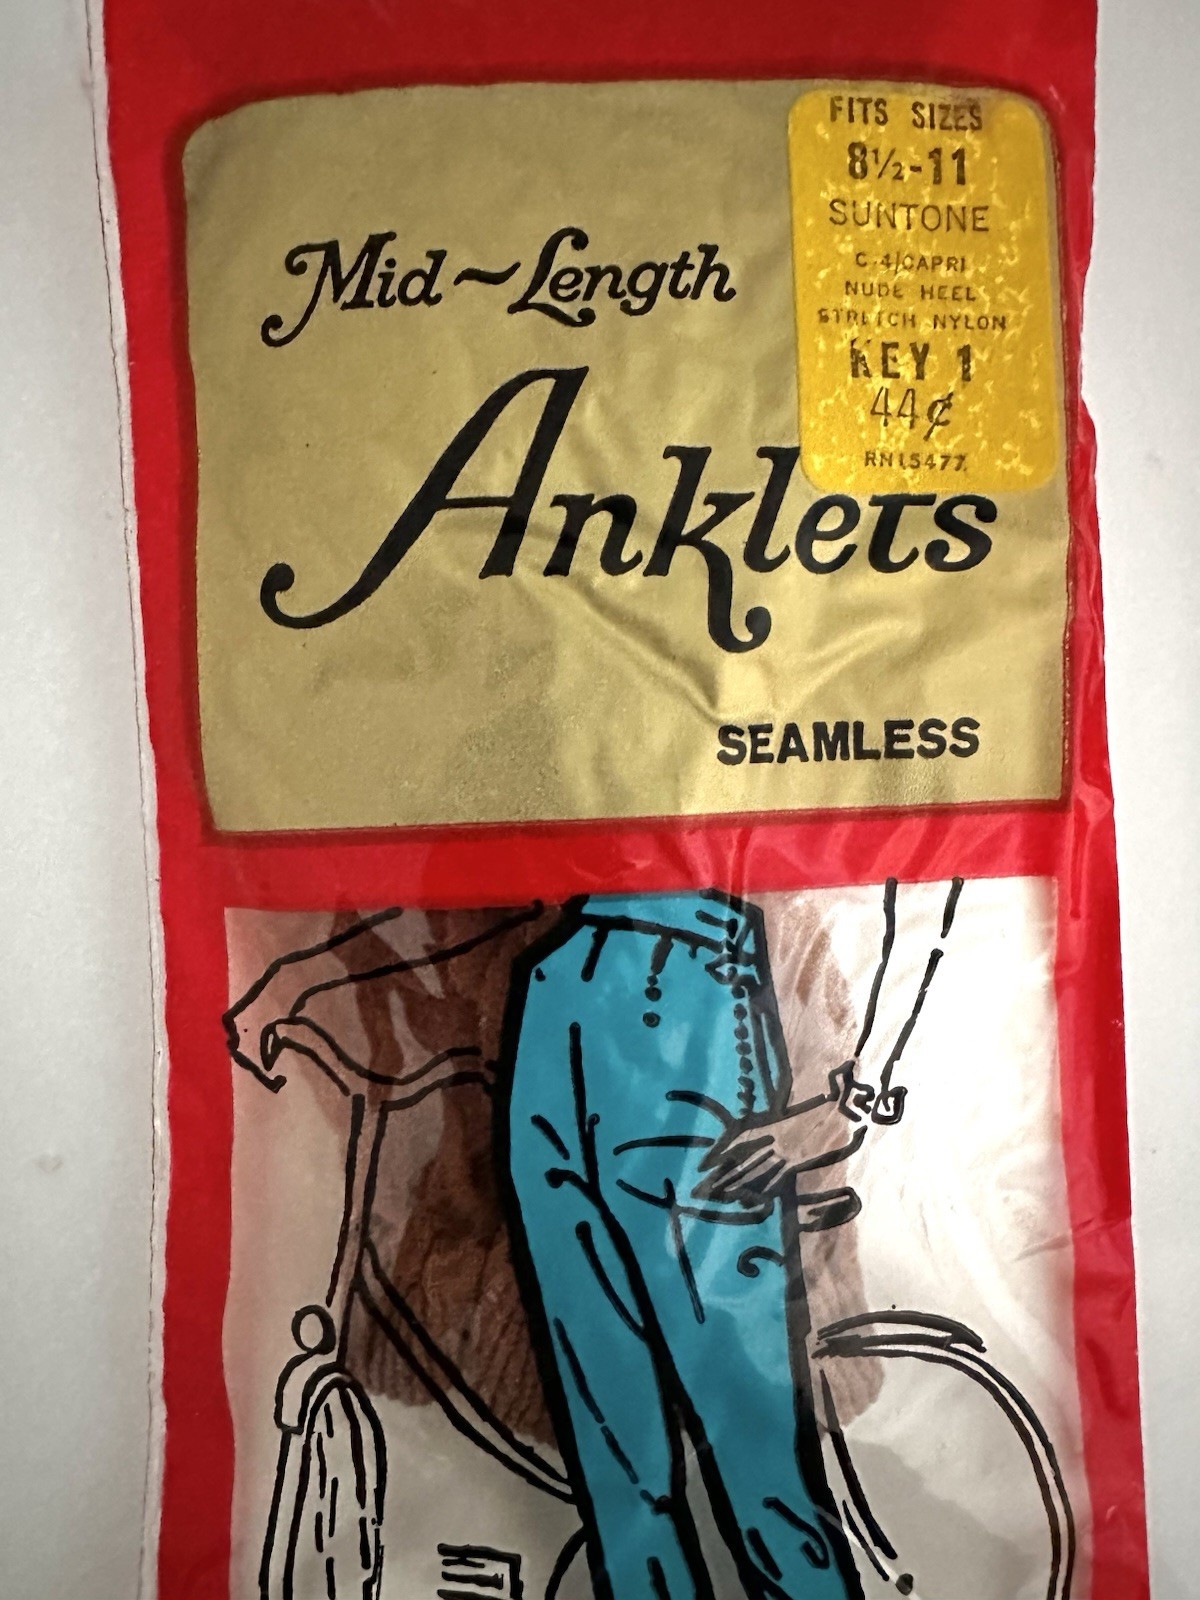 FITS SIZES
8½-11
SUNTONE
C-4/CAPRI
NUDE HEEL
STRETCH NYLON
KEY 1
44¢
RN15477
Mid~Length
Anklets
SEAMLESS